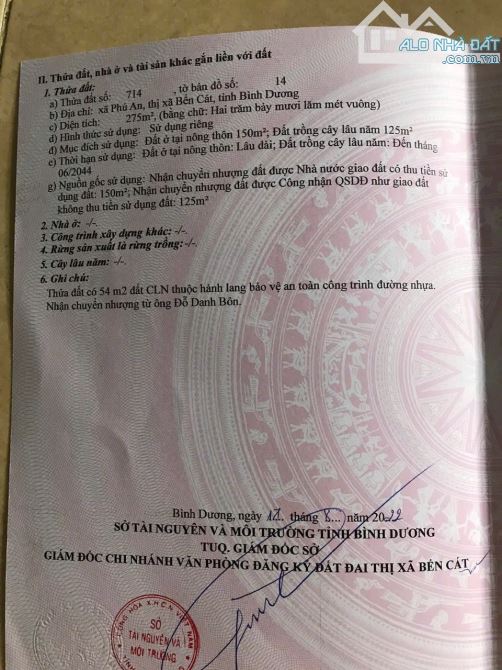 ALO NHÀ ĐẤT
.com.vn
II. Thửa đất, nhà ở và tài sản khác gắn liền với đất
1. Thửa đất:
a) Thửa đất số: 714 , tờ bản đồ số: 14
b) Địa chỉ: xã Phú An, thị xã Bến Cát, tỉnh Bình Dương
c) Diện tích: 275m², (bằng chữ: Hai trăm bảy mươi lăm mét vuông)
d) Hình thức sử dụng: Sử dụng riêng
đ) Mục đích sử dụng: Đất ở tại nông thôn 150m²; Đất trồng cây lâu năm 125m²
e) Thời hạn sử dụng: Đất ở tại nông thôn: Lâu dài; Đất trồng cây lâu năm: Đến tháng
06/2044
g) Nguồn gốc sử dụng: Nhận chuyển nhượng đất được Nhà nước giao đất có thu tiền sử
dụng đất: 150m²; Nhận chuyển nhượng đất được Công nhận QSDĐ như giao đất
không thu tiền sử dụng đất: 125m²
2. Nhà ở: -/-.
3. Công trình xây dựng khác: -/-.
4. Rừng sản xuất là rừng trồng: -/-.
5. Cây lâu năm: -/-.
6. Ghi chú:
Thửa đất có 54 m2 đất CLN thuộc hành lang bảo vệ an toàn công trình đường nhựa.
Nhận chuyển nhượng từ ông Đỗ Danh Bôn.
Bình Dương, ngày 12 tháng 8 năm 2022
SỞ TÀI NGUYÊN VÀ MÔI TRƯỜNG TỈNH BÌNH DƯƠNG
TUQ. GIÁM ĐỐC SỞ
GIÁM ĐỐC CHI NHÁNH VĂN PHÒNG ĐĂNG KÝ ĐẤT ĐAI THỊ XÃ BẾN CÁT
CỘNG HÒA X.H.C.N VIỆT NAM
SỞ
TÀI NGUYÊN VÀ
MÔI TRƯỜNG